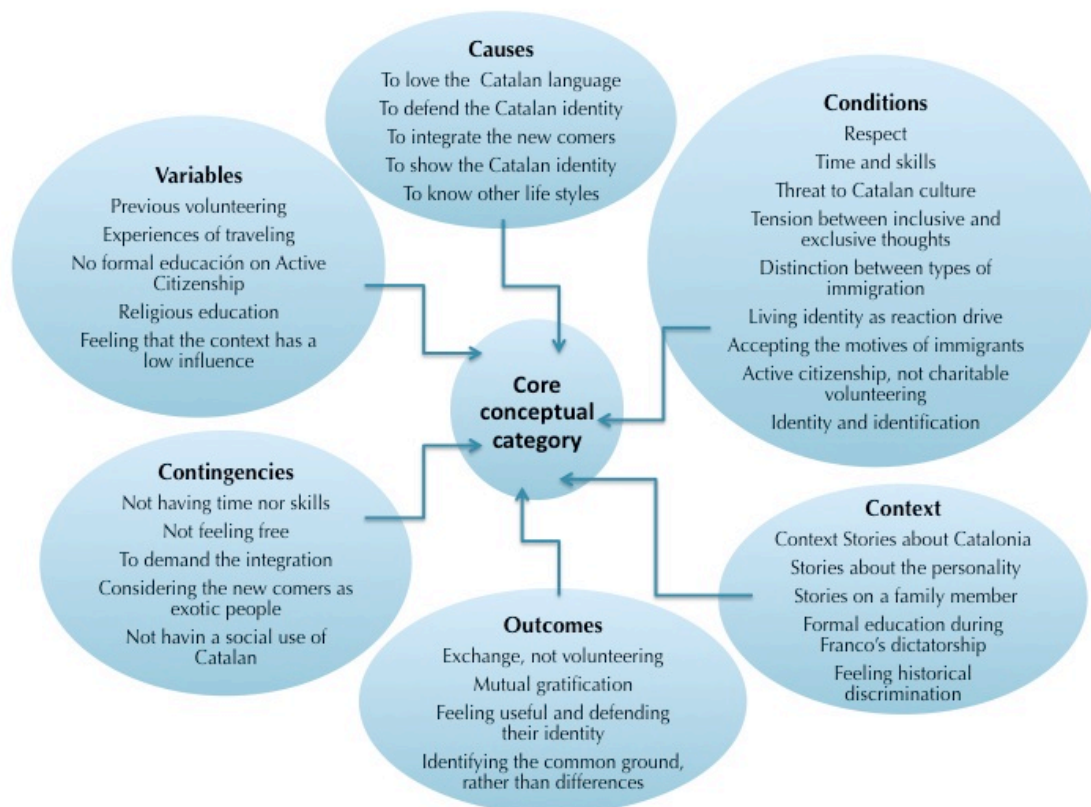 Causes
To love the Catalan language
To defend the Catalan identity
To integrate the new comers
To show the Catalan identity
To know other life styles
Conditions
Respect
Time and skills
Threat to Catalan culture
Tension between inclusive and
exclusive thoughts
Distinction between types of
immigration
Living identity as reaction drive
Accepting the motives of immigrants
Active citizenship, not charitable
volunteering
Identity and identification
Variables
Previous volunteering
Experiences of traveling
No formal educación on Active
Citizenship
Religious education
Feeling that the context has a
low influence
Core
conceptual
category
Contingencies
Not having time nor skills
Not feeling free
To demand the integration
Considering the new comers as
exotic people
Not havin a social use of
Catalan
Outcomes
Exchange, not volunteering
Mutual gratification
Feeling useful and defending
their identity
Identifying the common ground,
rather than differences
Context
Context Stories about Catalonia
Stories about the personality
Stories on a family member
Formal education during
Franco's dictatorship
Feeling historical
discrimination